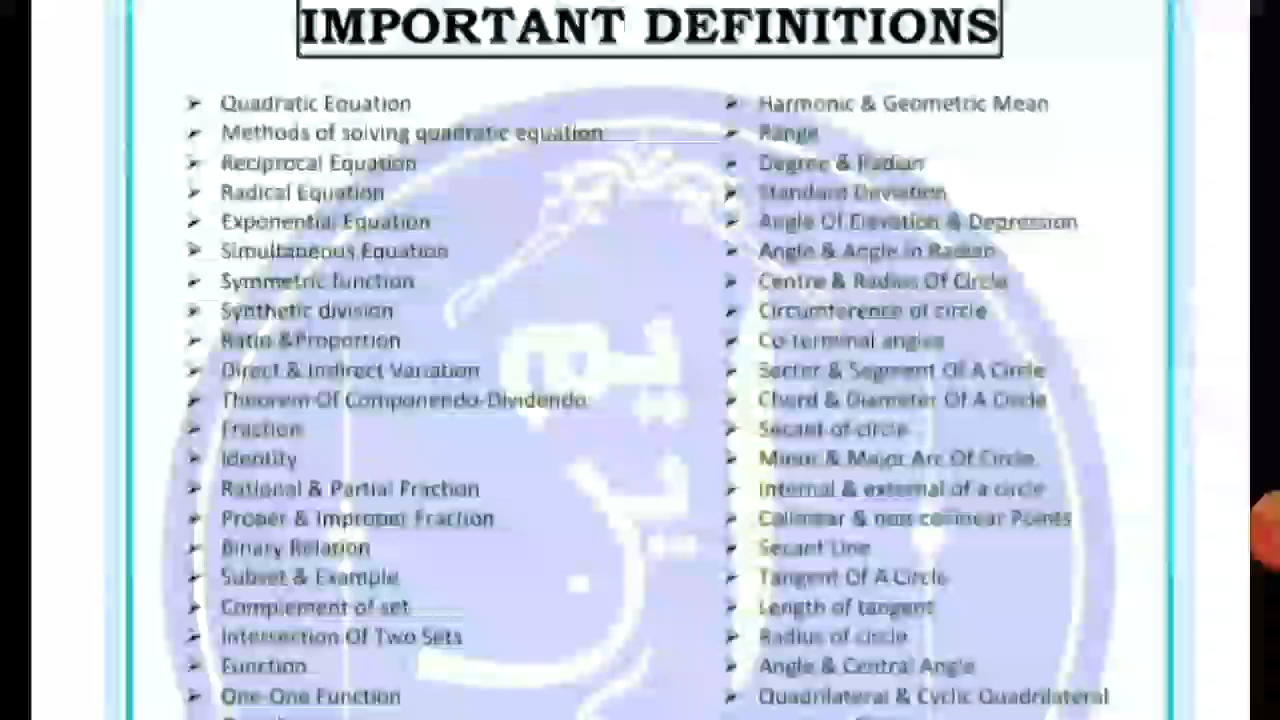 IMPORTANT DEFINITIONS
➢ Quadratic Equation
➢ Methods of solving quadratic equation
➢ Reciprocal Equation
➢ Radical Equation
➢ Exponential Equation
➢ Simultaneous Equation
➢ Symmetric function
➢ Synthetic division
➢ Ratio &Proportion
➢ Direct & Indirect Variation
➢ Theorem Of Componendo-Dividendo
➢ Fraction
➢ Identity
➢ Rational & Partial Fraction
➢ Proper & Improper Fraction
➢ Binary Relation
➢ Subset & Example
➢ Complement of set
➢ Intersection Of Two Sets
➢ Function
➢ One-One Function
➢ Harmonic & Geometric Mean
➢ Range
➢ Degree & Radian
➢ Standard Deviation
➢ Angle Of Elevation & Depression
➢ Angle & Angle in Radian
➢ Centre & Radius Of Circle
➢ Circumference of circle
➢ Co-terminal angles
➢ Sector & Segment Of A Circle
➢ Chord & Diameter Of A Circle
➢ Secant of circle
➢ Minor & Major Arc Of Circle
➢ Internal & external of a circle
➢ Collinear & non collinear Points
➢ Secant Line
➢ Tangent Of A Circle
➢ Length of tangent
➢ Radius of circle
➢ Angle & Central Angle
➢ Quadrilateral & Cyclic Quadrilateral